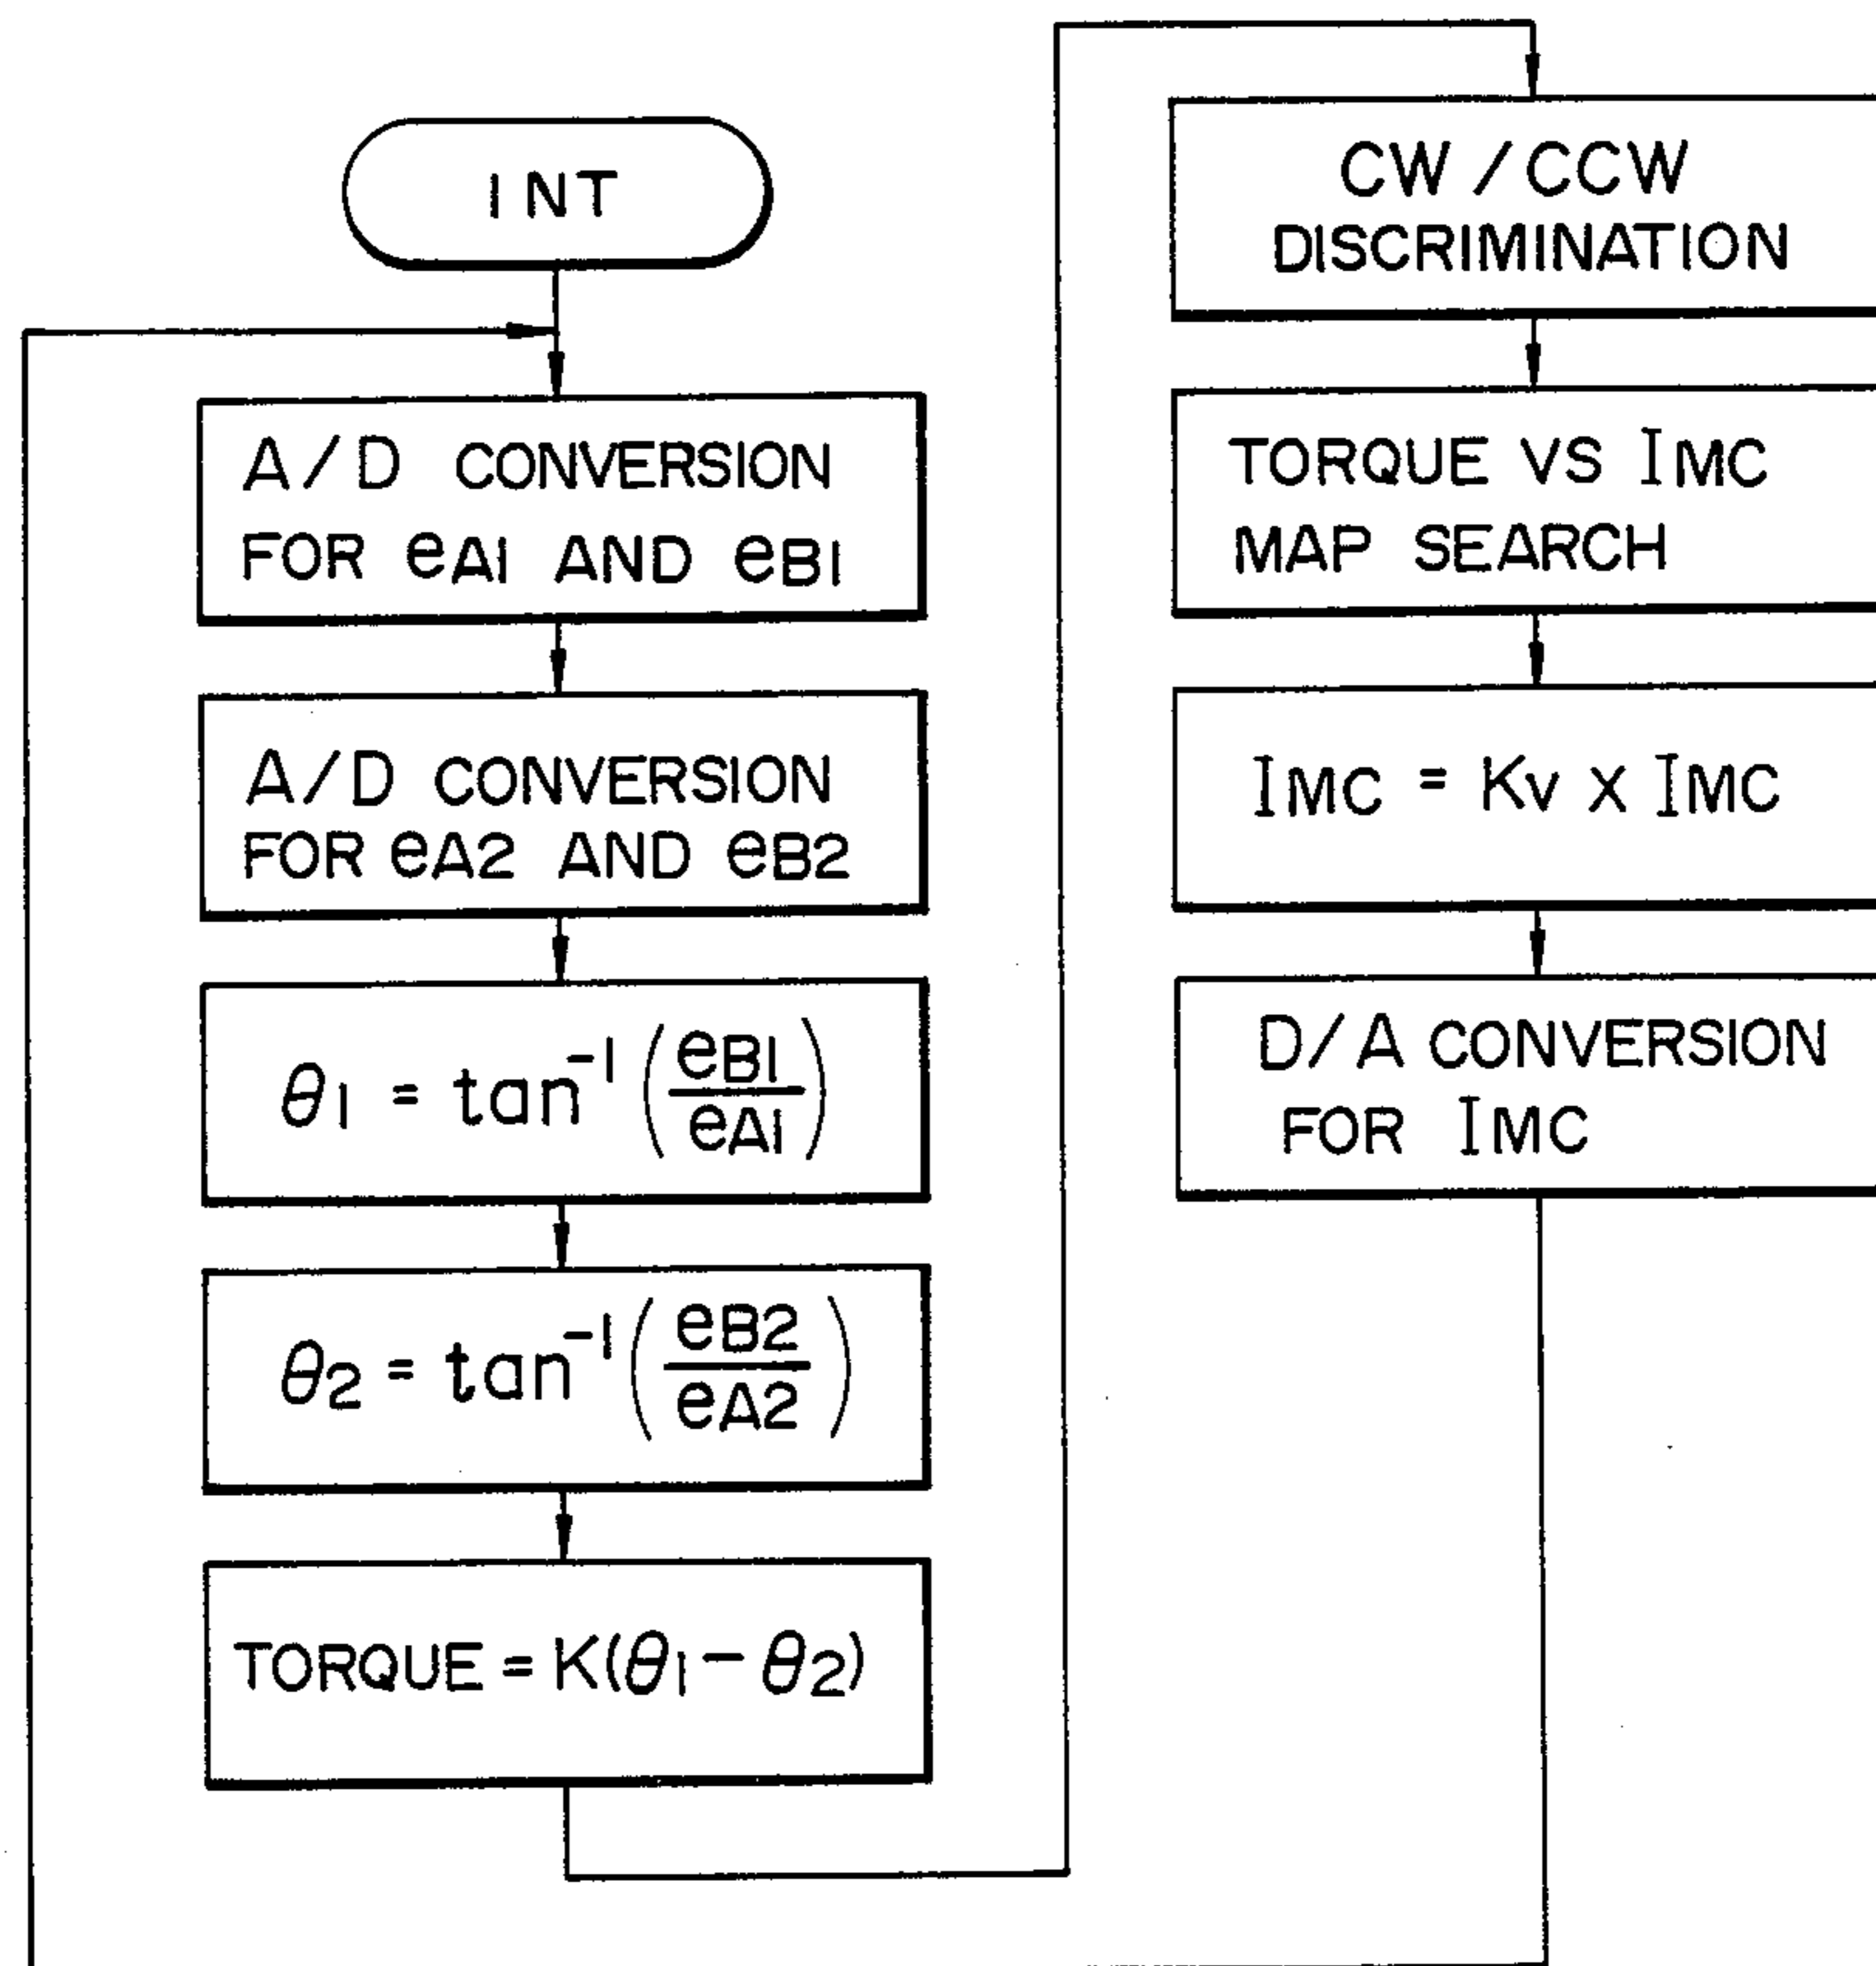 INT
A/D CONVERSION
FOR eA1 AND eB1
A/D CONVERSION
FOR eA2 AND eB2
θ1 = tan⁻¹(eB1/eA1)
θ2 = tan⁻¹(eB2/eA2)
TORQUE = K(θ1 - θ2)
CW/CCW
DISCRIMINATION
TORQUE VS IMC
MAP SEARCH
IMC = KV X IMC
D/A CONVERSION
FOR IMC